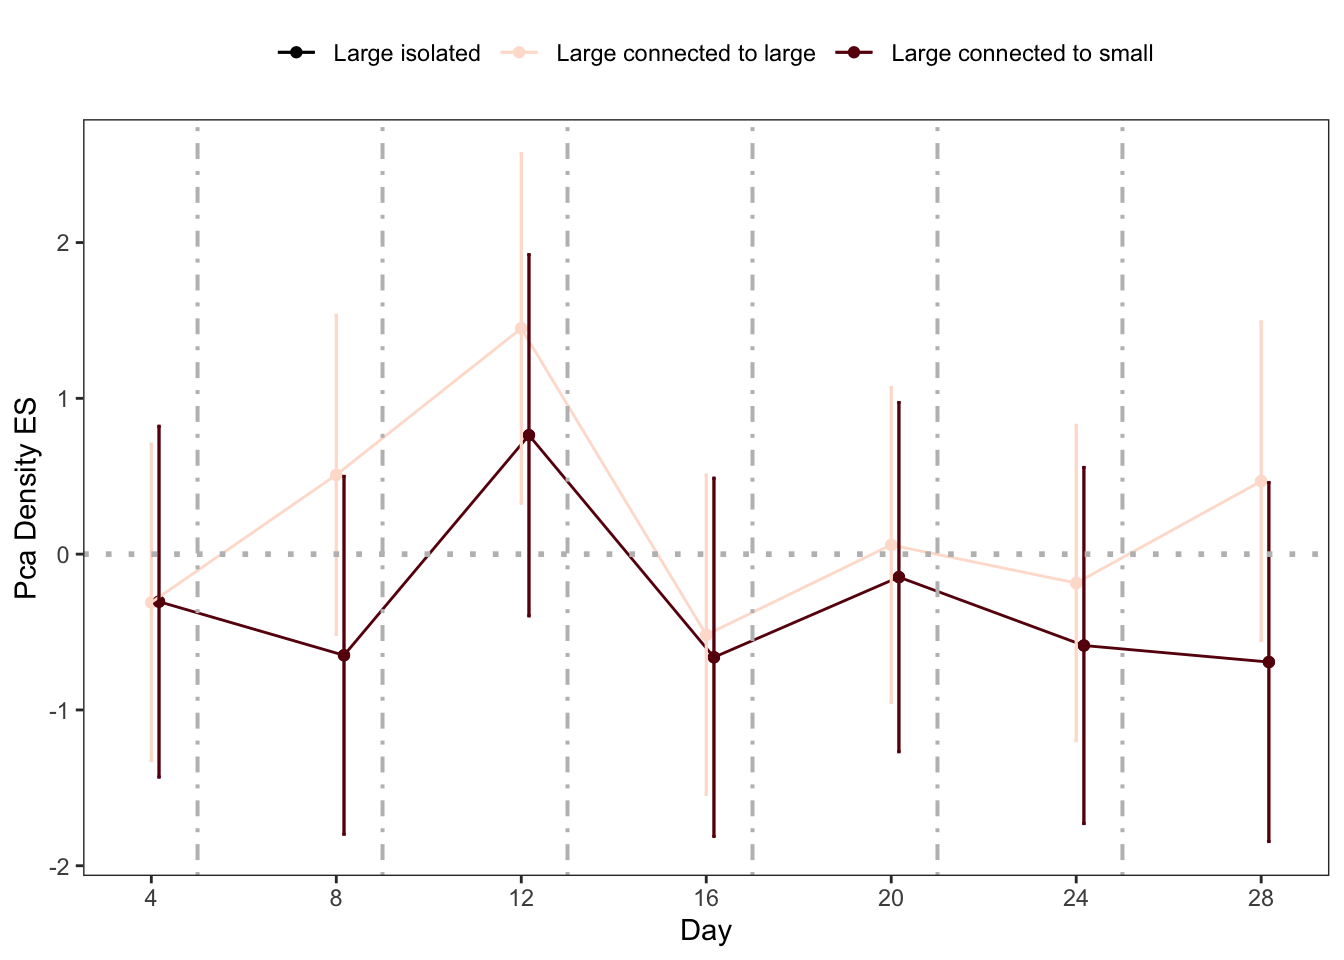 Large isolated Large connected to large Large connected to small
Pca Density ES
2
1
0
-1
-2
4 8 12 16 20 24 28
Day